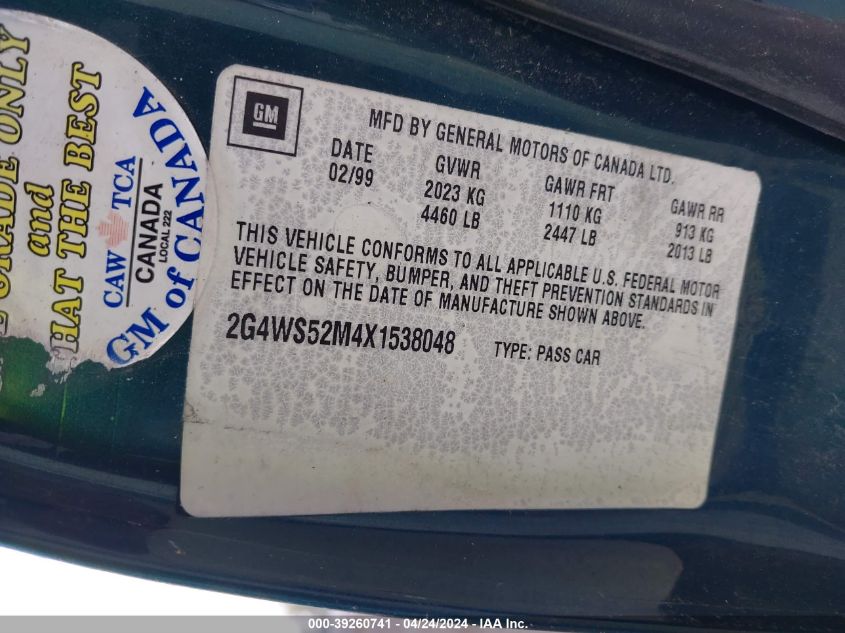 GRADE ONLY
and
HAT THE BEST
CAW TCA
CANADA
LOCAL 222
GM of CANADA
GM
MFD BY GENERAL MOTORS OF CANADA LTD.
DATE GVWR GAWR FRT GAWR RR
02/99 2023 KG 1110 KG 913 KG
4460 LB 2447 LB 2013 LB
THIS VEHICLE CONFORMS TO ALL APPLICABLE U.S. FEDERAL MOTOR
VEHICLE SAFETY, BUMPER, AND THEFT PREVENTION STANDARDS IN
EFFECT ON THE DATE OF MANUFACTURE SHOWN ABOVE.
2G4WS52M4X1538048 TYPE: PASS CAR
000-39260741 - 04/24/2024 - IAA, Inc.